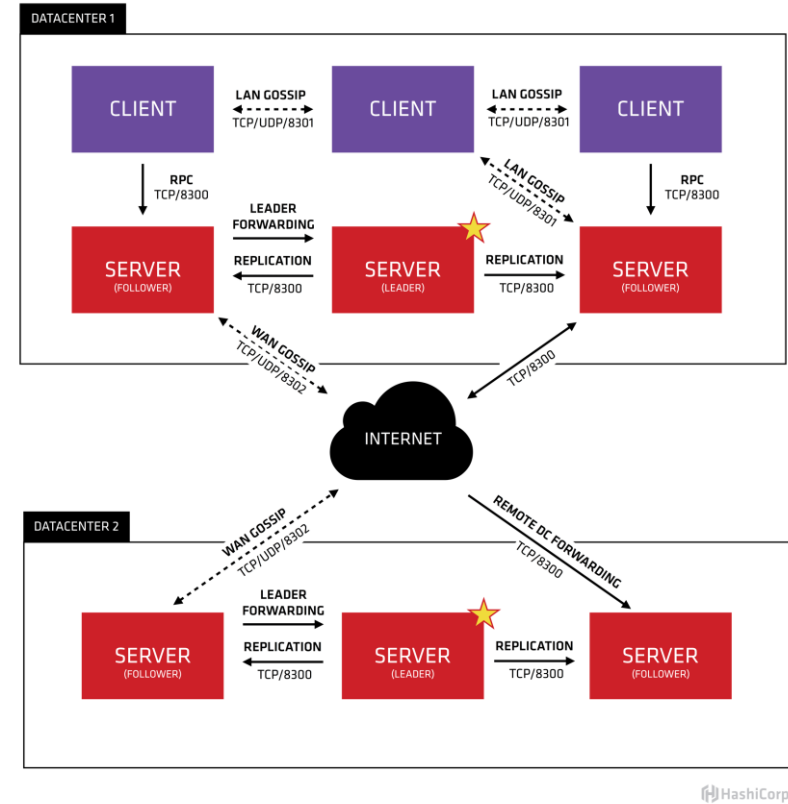 DATACENTER 1
CLIENT
LAN GOSSIP
TCP/UDP/8301
CLIENT
LAN GOSSIP
TCP/UDP/8301
CLIENT
RPC
TCP/8300
LAN GOSSIP
TCP/UDP/8301
RPC
TCP/8300
SERVER
(FOLLOWER)
LEADER
FORWARDING
REPLICATION
TCP/8300
SERVER
(LEADER)
REPLICATION
TCP/8300
SERVER
(FOLLOWER)
WAN GOSSIP
TCP/UDP/8302
TCP/8300
INTERNET
DATACENTER 2
WAN GOSSIP
TCP/UDP/8302
REMOTE DC FORWARDING
TCP/8300
SERVER
(FOLLOWER)
LEADER
FORWARDING
REPLICATION
TCP/8300
SERVER
(LEADER)
REPLICATION
TCP/8300
SERVER
(FOLLOWER)
HashiCorp